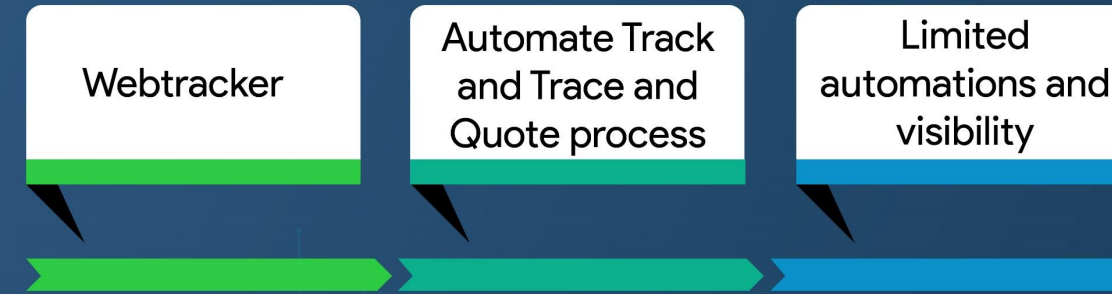 Webtracker
Automate Track
and Trace and
Quote process
Limited
automations and
visibility